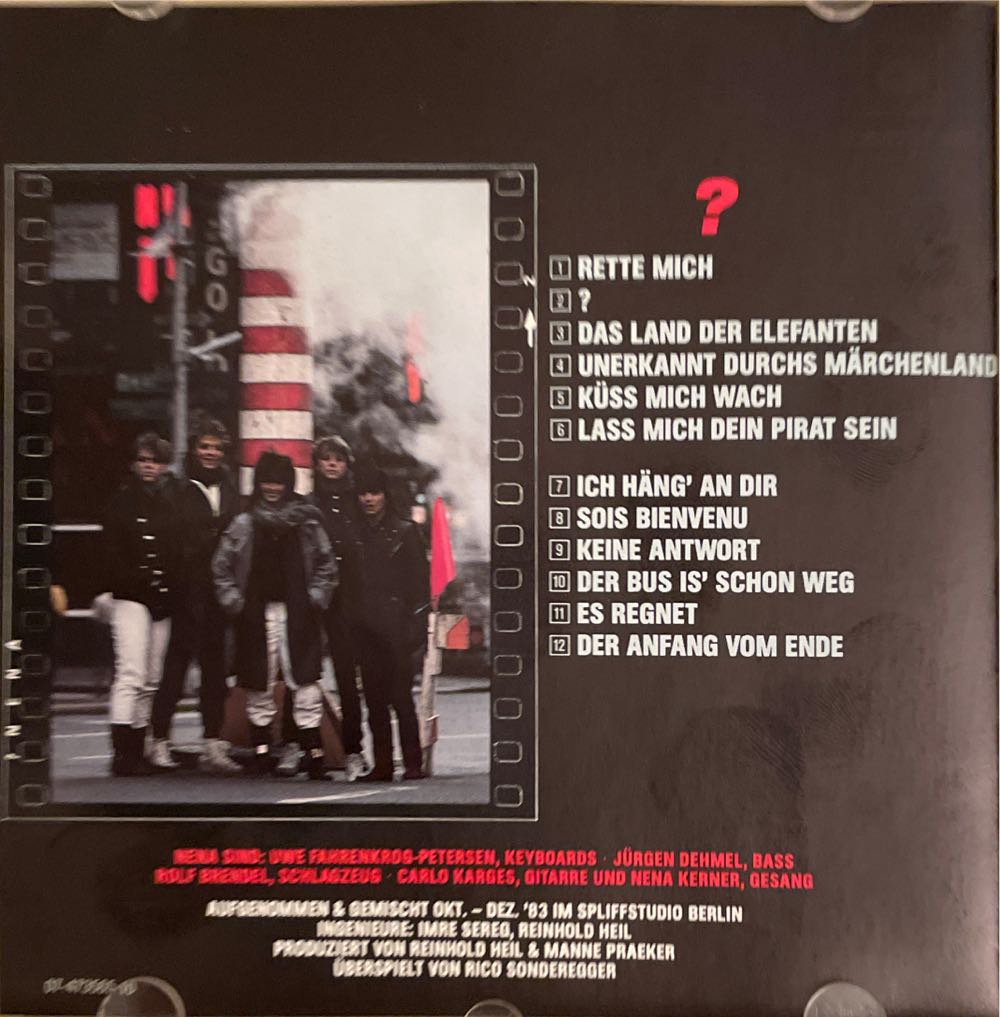 ?
1 RETTE MICH
2 ?
3 DAS LAND DER ELEFANTEN
4 UNERKANNT DURCHS MÄRCHENLAND
5 KÜSS MICH WACH
6 LASS MICH DEIN PIRAT SEIN
7 ICH HÄNG' AN DIR
8 SOIS BIENVENU
9 KEINE ANTWORT
10 DER BUS IS' SCHON WEG
11 ES REGNET
12 DER ANFANG VOM ENDE
NENA SIND: UWE FAHRENKROG-PETERSEN, KEYBOARDS · JÜRGEN DEHMEL, BASS
ROLF BRENDEL, SCHLAGZEUG · CARLO KARGES, GITARRE UND NENA KERNER, GESANG
AUFGENOMMEN & GEMISCHT OKT. – DEZ. '83 IM SPLIFFSTUDIO BERLIN
INGENIEURE: IMRE SEREG, REINHOLD HEIL
PRODUZIERT VON REINHOLD HEIL & MANNE PRAEKER
ÜBERSPIELT VON RICO SONDEREGGER